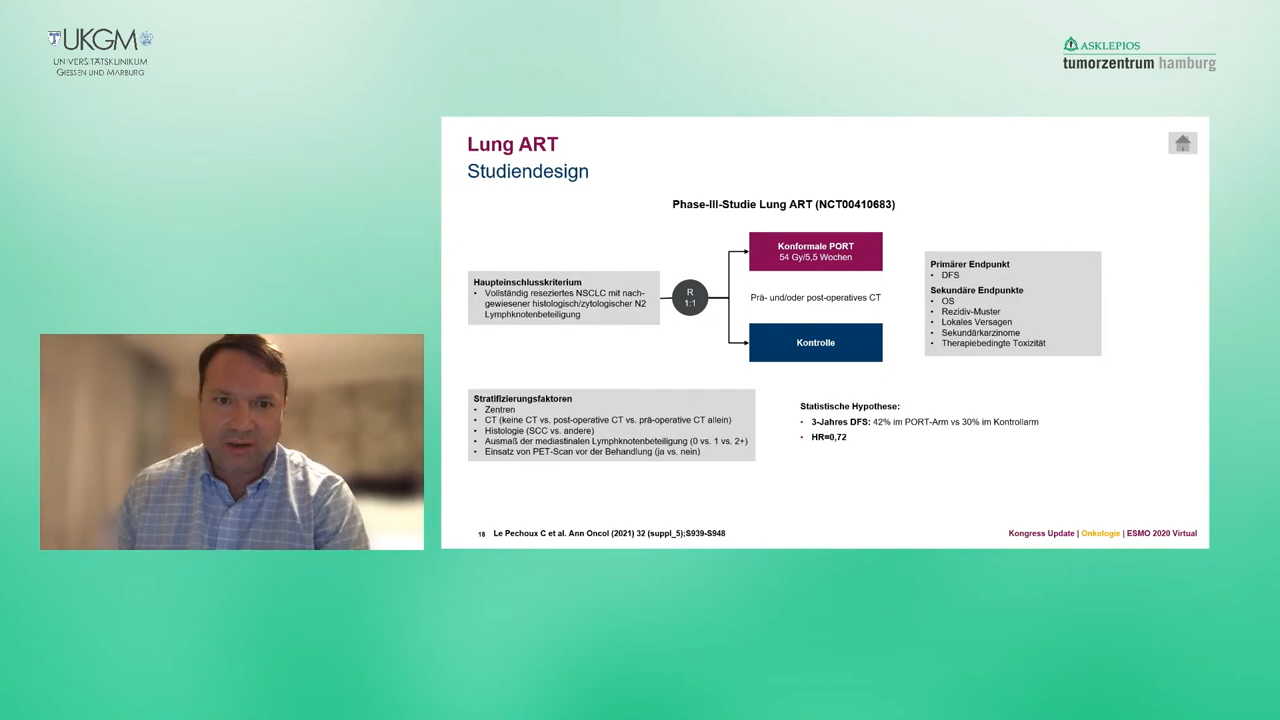 UKGM
UNIVERSITÄTSKLINIKUM
GIESSEN UND MARBURG
ASKLEPIOS
tumorzentrum hamburg
Lung ART
Studiendesign
Phase-III-Studie Lung ART (NCT00410683)
Haupteinschlusskriterium
• Vollständig reseziertes NSCLC mit nach-
gewiesener histologisch/zytologischer N2
Lymphknotenbeteiligung
R
1:1
Konformale PORT
54 Gy/5,5 Wochen
Prä- und/oder post-operatives CT
Kontrolle
Primärer Endpunkt
• DFS
Sekundäre Endpunkte
• OS
• Rezidiv-Muster
• Lokales Versagen
• Sekundärkarzinome
• Therapiebedingte Toxizität
Stratifizierungsfaktoren
• Zentren
• CT (keine CT vs. post-operative CT vs. prä-operative CT allein)
• Histologie (SCC vs. andere)
• Ausmaß der mediastinalen Lymphknotenbeteiligung (0 vs. 1 vs. 2+)
• Einsatz von PET-Scan vor der Behandlung (ja vs. nein)
Statistische Hypothese:
• 3-Jahres DFS: 42% im PORT-Arm vs 30% im Kontrollarm
• HR=0,72
18 Le Pechoux C et al. Ann Oncol (2021) 32 (suppl_5);S939-S948
Kongress Update | Onkologie | ESMO 2020 Virtual